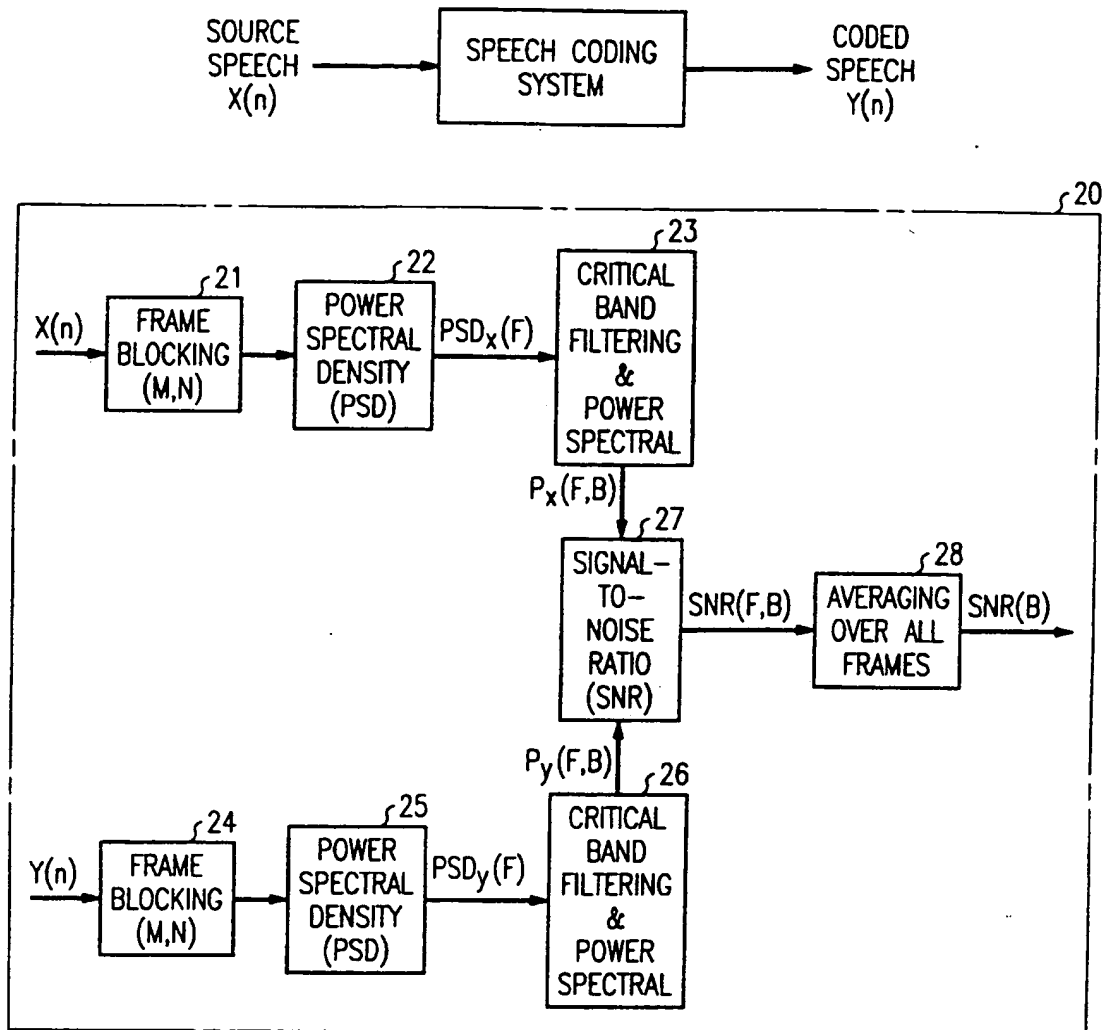 SOURCE
SPEECH
X(n)
SPEECH CODING
SYSTEM
CODED
SPEECH
Y(n)
20
X(n)
21
FRAME
BLOCKING
(M,N)
22
POWER
SPECTRAL
DENSITY
(PSD)
PSDx(F)
23
CRITICAL
BAND
FILTERING
&
POWER
SPECTRAL
Px(F,B)
27
SIGNAL-
TO-
NOISE
RATIO
(SNR)
SNR(F,B)
28
AVERAGING
OVER ALL
FRAMES
SNR(B)
Py(F,B)
Y(n)
24
FRAME
BLOCKING
(M,N)
25
POWER
SPECTRAL
DENSITY
(PSD)
PSDy(F)
26
CRITICAL
BAND
FILTERING
&
POWER
SPECTRAL